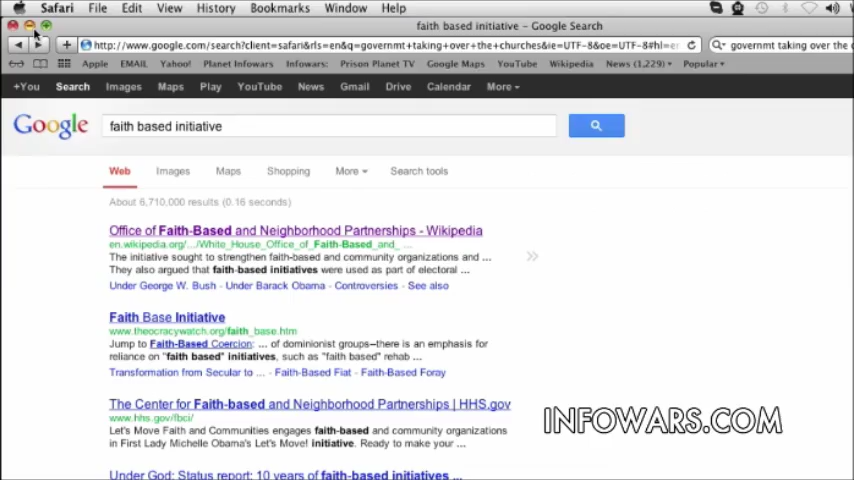 Safari File Edit View History Bookmarks Window Help
faith based initiative - Google Search
http://www.google.com/search?client=safari&rls=en&q=governmt+taking+over+the+churches&ie=UTF-8&oe=UTF-8#hl=e
governmt taking over the c
Apple EMAIL Yahoo! Planet Infowars Infowars: Prison Planet TV Google Maps YouTube Wikipedia News (1,229) Popular
+You Search Images Maps Play YouTube News Gmail Drive Calendar More
Google faith based initiative
Web Images Maps Shopping More Search tools
About 6,710,000 results (0.16 seconds)
Office of Faith-Based and Neighborhood Partnerships - Wikipedia
en.wikipedia.org/.../White_House_Office_of_Faith-Based_and_ ...
The initiative sought to strengthen faith-based and community organizations and ...
They also argued that faith-based initiatives were used as part of electoral ...
Under George W. Bush - Under Barack Obama - Controversies - See also
Faith Base Initiative
www.theocracywatch.org/faith_base.htm
Jump to Faith-Based Coercion: ... of dominionist groups--there is an emphasis for
reliance on "faith based" initiatives, such as "faith based" rehab ...
Transformation from Secular to ... - Faith-Based Fiat - Faith-Based Foray
The Center for Faith-based and Neighborhood Partnerships | HHS.gov
www.hhs.gov/fbci/
Let's Move Faith and Communities engages faith-based and community organizations
in First Lady Michelle Obama's Let's Move! initiative. Ready to make your ...
INFOWARS.COM
Under God: Status report: 10 years of faith-based initiatives ...